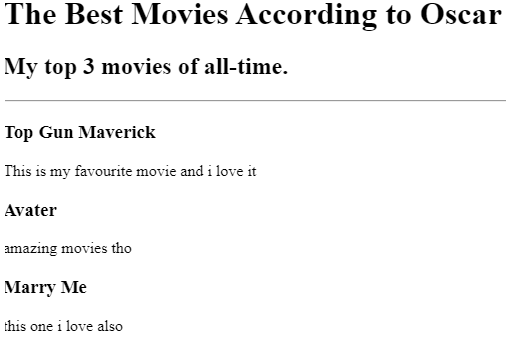 The Best Movies According to Oscar
My top 3 movies of all-time.
Top Gun Maverick
This is my favourite movie and i love it
Avater
amazing movies tho
Marry Me
this one i love also